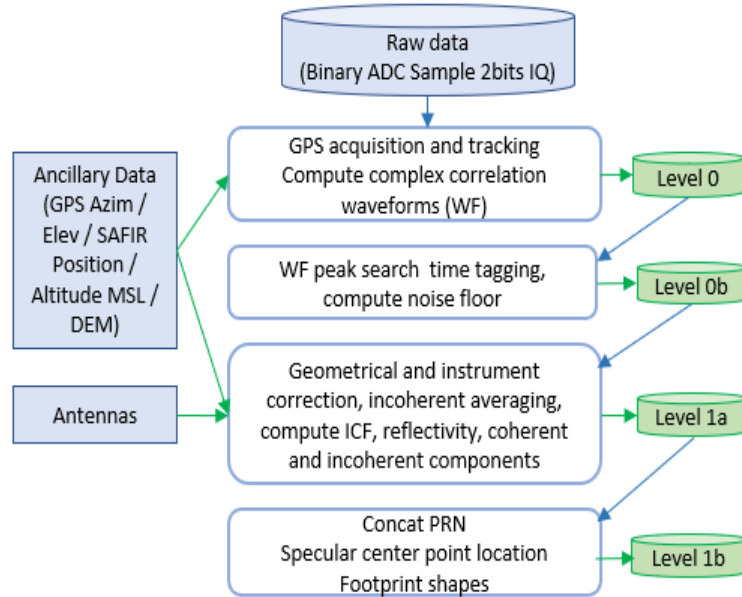 Raw data
(Binary ADC Sample 2bits IQ)
GPS acquisition and tracking
Compute complex correlation
waveforms (WF)
Level 0
Ancillary Data
(GPS Azim /
Elev / SAFIR
Position /
Altitude MSL /
DEM)
WF peak search  time tagging,
compute noise floor
Level 0b
Antennas
Geometrical and instrument
correction, incoherent averaging,
compute ICF, reflectivity, coherent
and incoherent components
Level 1a
Concat PRN
Specular center point location
Footprint shapes
Level 1b